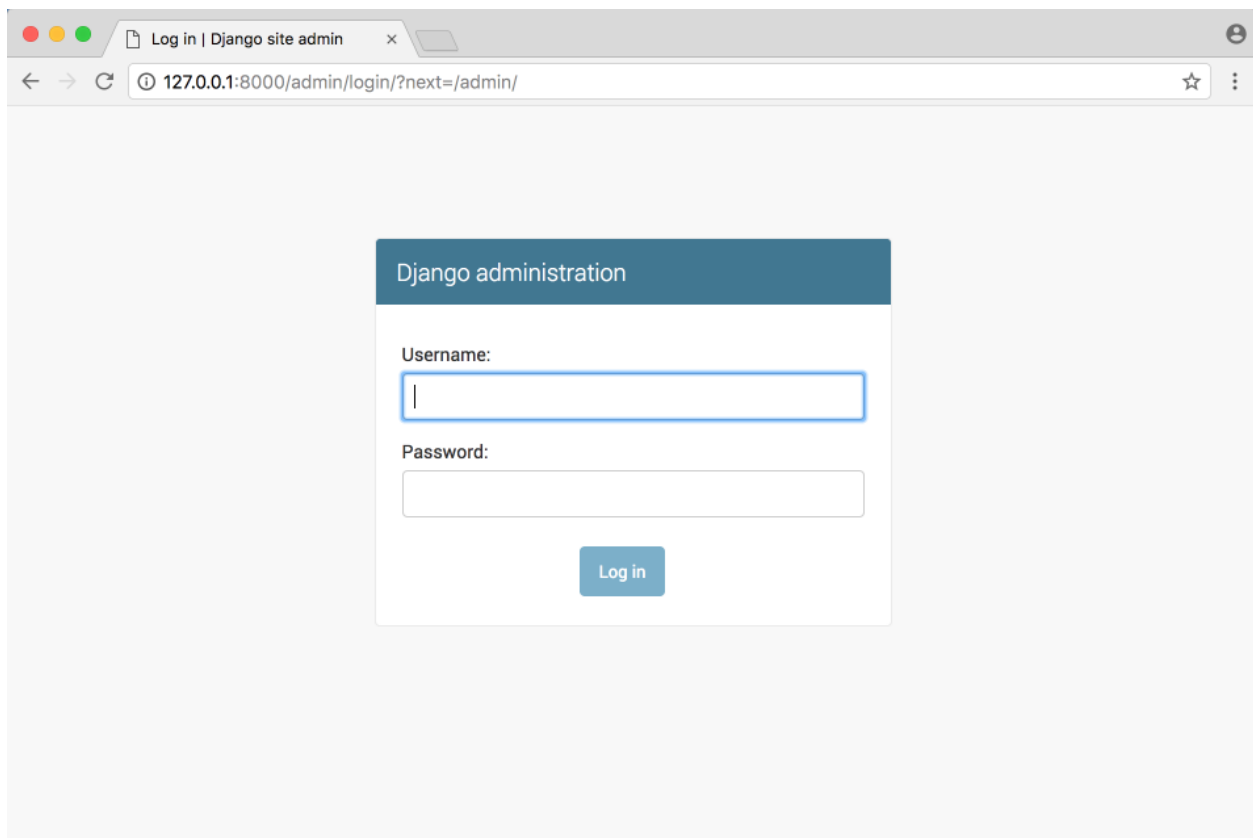 Log in | Django site admin
127.0.0.1:8000/admin/login/?next=/admin/
Django administration
Username:
Password:
Log in